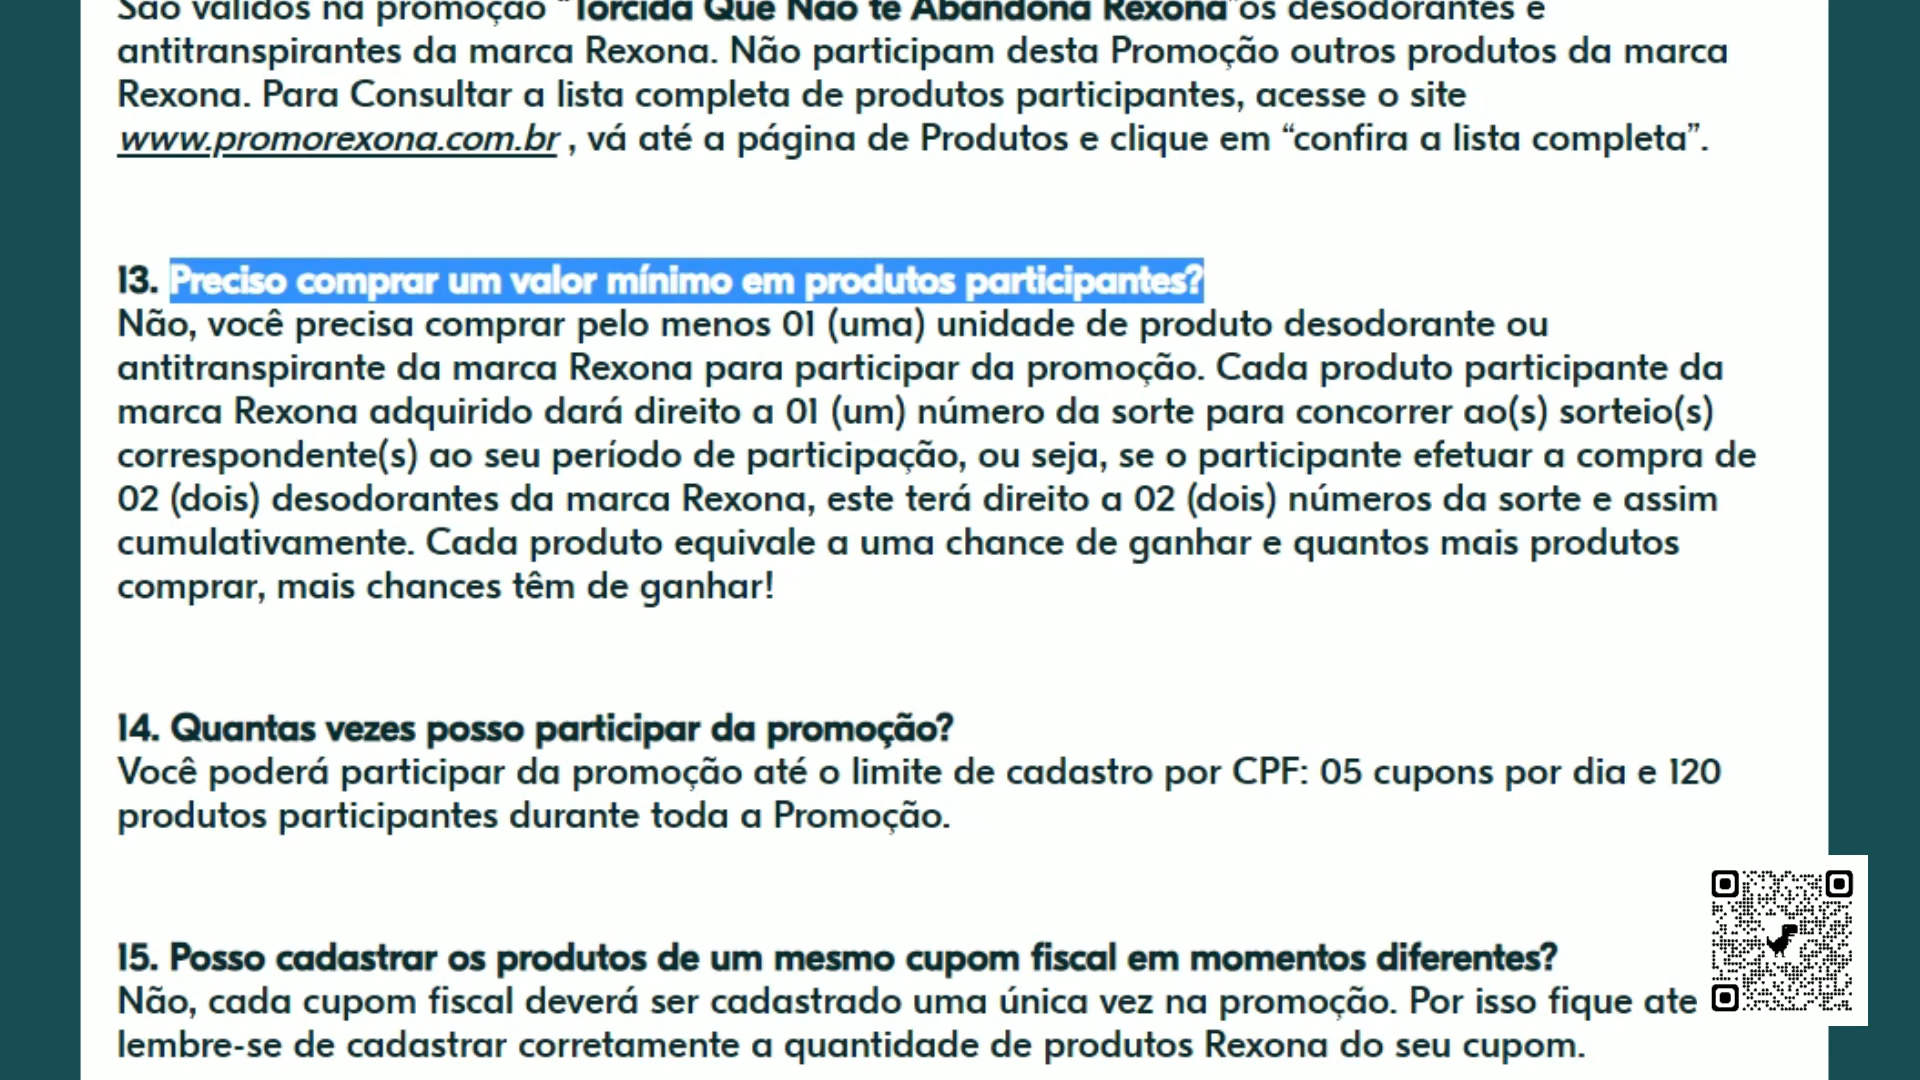 São válidos na promoção "Torcida Que Não te Abandona Rexona"os desodorantes e
antitranspirantes da marca Rexona. Não participam desta Promoção outros produtos da marca
Rexona. Para Consultar a lista completa de produtos participantes, acesse o site
www.promorexona.com.br , vá até a página de Produtos e clique em “confira a lista completa”.
13. Preciso comprar um valor mínimo em produtos participantes?
Não, você precisa comprar pelo menos 01 (uma) unidade de produto desodorante ou
antitranspirante da marca Rexona para participar da promoção. Cada produto participante da
marca Rexona adquirido dará direito a 01 (um) número da sorte para concorrer ao(s) sorteio(s)
correspondente(s) ao seu período de participação, ou seja, se o participante efetuar a compra de
02 (dois) desodorantes da marca Rexona, este terá direito a 02 (dois) números da sorte e assim
cumulativamente. Cada produto equivale a uma chance de ganhar e quantos mais produtos
comprar, mais chances têm de ganhar!
14. Quantas vezes posso participar da promoção?
Você poderá participar da promoção até o limite de cadastro por CPF: 05 cupons por dia e 120
produtos participantes durante toda a Promoção.
15. Posso cadastrar os produtos de um mesmo cupom fiscal em momentos diferentes?
Não, cada cupom fiscal deverá ser cadastrado uma única vez na promoção. Por isso fique ate
lembre-se de cadastrar corretamente a quantidade de produtos Rexona do seu cupom.